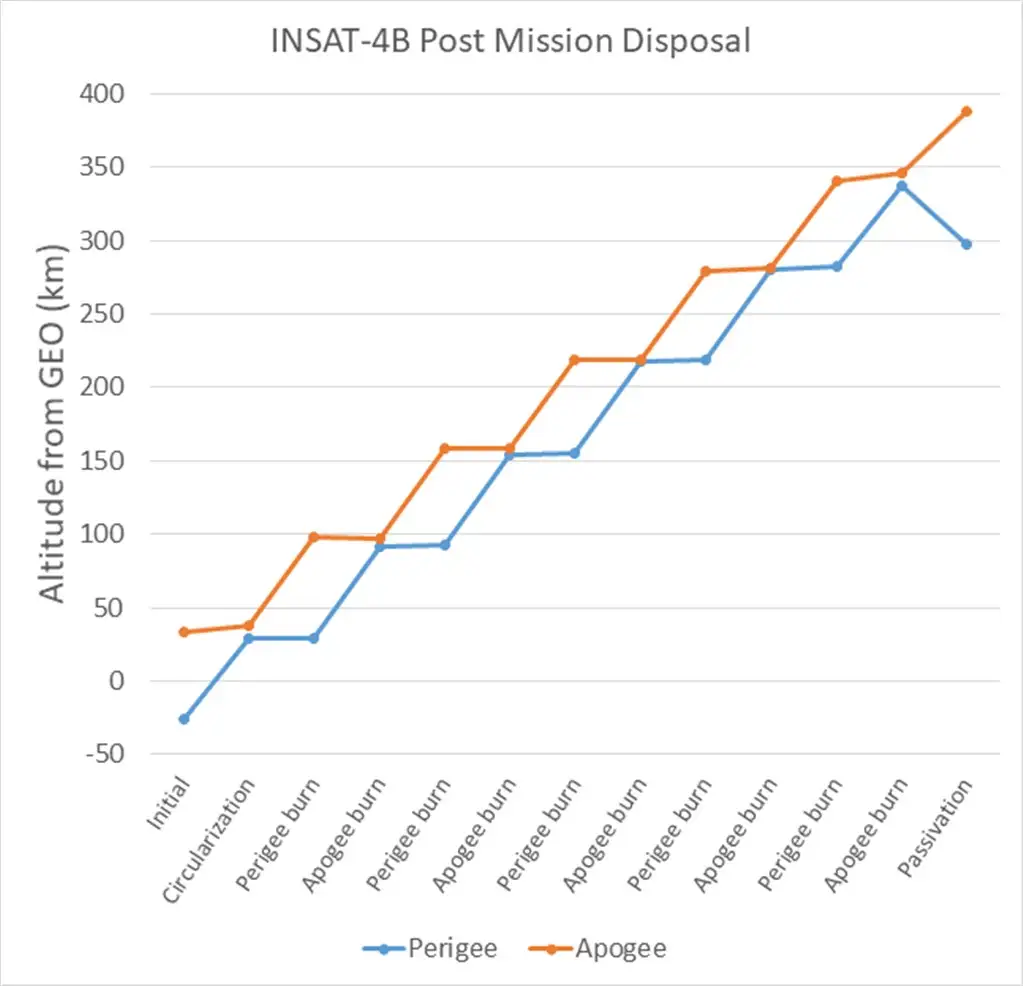 INSAT-4B Post Mission Disposal
Altitude from GEO (km)
400
350
300
250
200
150
100
50
0
-50
Initial
Circularization
Perigee burn
Apogee burn
Perigee burn
Apogee burn
Perigee burn
Apogee burn
Perigee burn
Apogee burn
Perigee burn
Apogee burn
Passivation
Perigee
Apogee